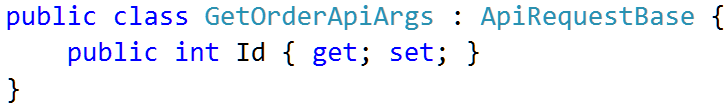 public class GetOrderApiArgs : ApiRequestBase {
    public int Id { get; set; }
}